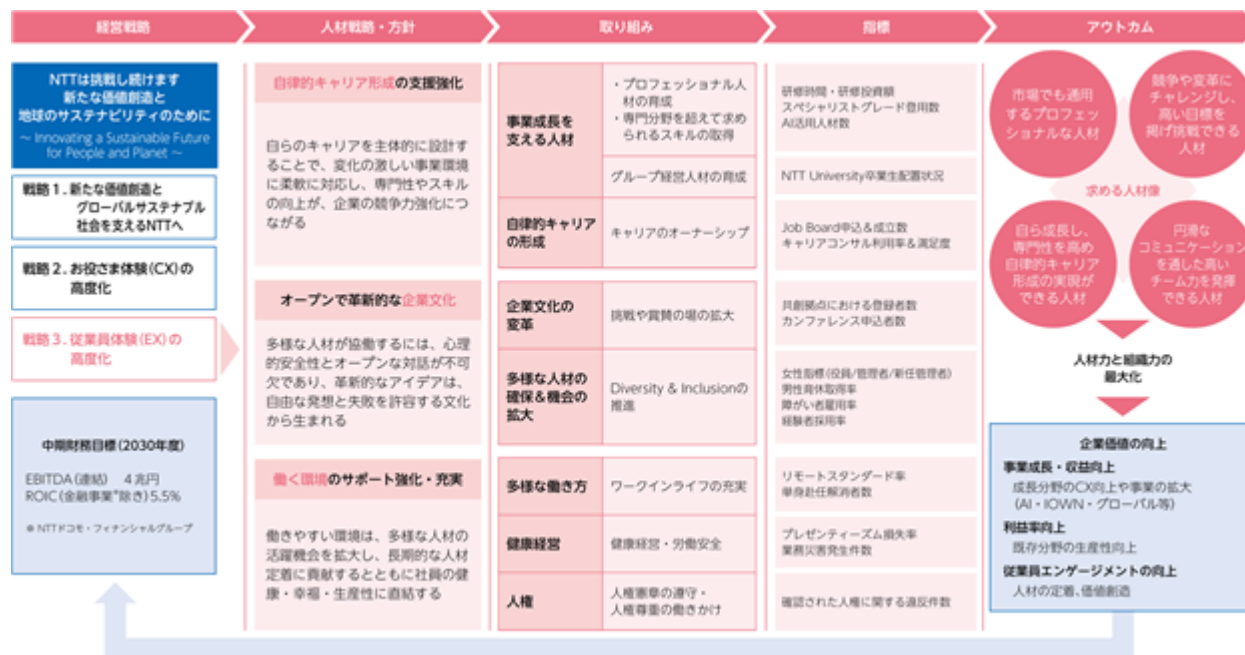 経営戦略
人材戦略・方針
取り組み
指標
アウトカム
NTTは挑戦し続けます
新たな価値創造と
地球のサステナビリティのために
～ Innovating a Sustainable Future
for People and Planet ～
戦略1. 新たな価値創造と
グローバルサステナブル
社会を支えるNTTへ
戦略2. お客さま体験(CX)の
高度化
戦略3. 従業員体験(EX)の
高度化
中期財務目標(2030年度)
EBITDA(連結) 4兆円
ROIC(金融事業*除き)5.5%
※ NTTドコモ・フィナンシャルグループ
自律的キャリア形成の支援強化
自らのキャリアを主体的に設計す
ることで、変化の激しい事業環境
に柔軟に対応し、専門性やスキル
の向上が、企業の競争力強化につ
ながる
オープンで革新的な企業文化
多様な人材が協働するには、心理
的安全性とオープンな対話が不可
欠であり、革新的なアイデアは、
自由な発想と失敗を許容する文化
から生まれる
働く環境のサポート強化・充実
働きやすい環境は、多様な人材の
活躍機会を拡大し、長期的な人材
定着に貢献するとともに社員の健
康・幸福・生産性に直結する
事業成長を
支える人材
・プロフェッショナル人
材の育成
・専門分野を超えて求め
られるスキルの取得
グループ経営人材の育成
自律的キャリア
の形成
キャリアのオーナーシップ
企業文化の
変革
挑戦や賞賛の場の拡大
多様な人材の
確保&機会の
拡大
Diversity & Inclusionの
推進
多様な働き方
ワークインライフの充実
健康経営
健康経営・労働安全
人権
人権憲章の遵守・
人権尊重の働きかけ
研修時間・研修投資額
スペシャリストグレード登用数
AI活用人材数
NTT University卒業生配置状況
Job Board申込&成立数
キャリアコンサル利用率&満足度
共創拠点における登録者数
カンファレンス申込者数
女性指標(役員/管理者/新任管理者)
男性育休取得率
障がい者雇用率
経験者採用率
リモートスタンダード率
単身赴任解消者数
プレゼンティーズム損失率
業務災害発生件数
確認された人権に関する違反件数
市場でも通用
するプロフェッ
ショナルな人材
競争や変革に
チャレンジし、
高い目標を
掲げ挑戦できる
人材
求める人材像
自ら成長し、
専門性を高め
自律的キャリア
形成の実現が
できる人材
円滑な
コミュニケーション
を通した高い
チーム力を発揮
できる人材
人材力と組織力の
最大化
企業価値の向上
事業成長・収益向上
成長分野のCX向上や事業の拡大
(AI・IOWN・グローバル等)
利益率向上
既存分野の生産性向上
従業員エンゲージメントの向上
人材の定着、価値創造